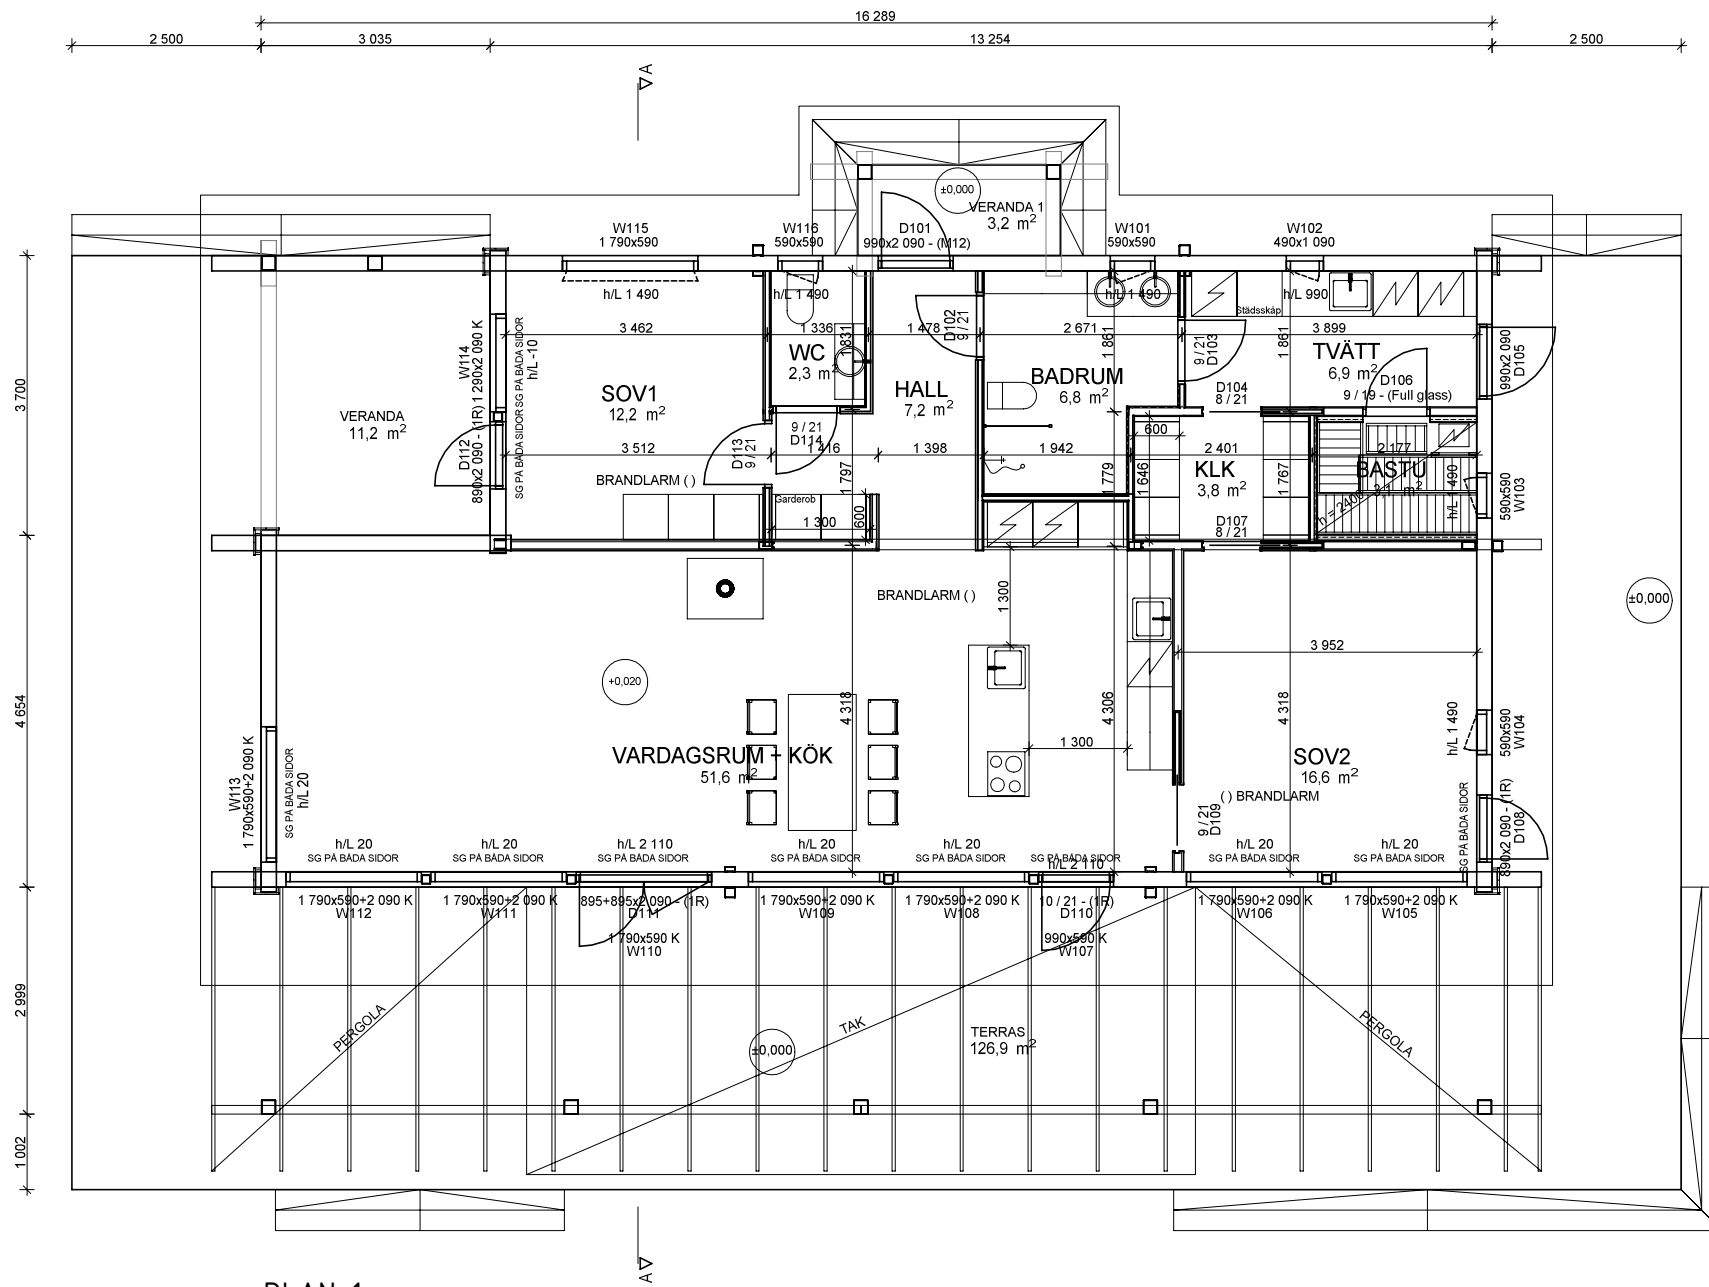 16 289
2 500
3 035
13 254
2 500
A
±0,000
VERANDA 1
3,2 m²
W115
1 790x590
W116
590x590
D101
990x2 090 - (M12)
W101
590x590
W102
490x1 090
h/L 1 490
h/L 1 490
h/L 1 490
h/L 990
Städsskåp
3 462
1 336
1 478
2 671
3 899
1 831
D102
9 / 21
1 861
D103
9 / 21
1 861
W114
1 290x2 090 K
SG PÅ BÅDA SIDOR
h/L -10
990x2 090
D105
WC
2,3 m²
TVÄTT
6,9 m²
SOV1
12,2 m²
HALL
7,2 m²
BADRUM
6,8 m²
D104
8 / 21
D106
9 / 19 - (Full glass)
3 700
VERANDA
11,2 m²
9 / 21
D114
600
3 512
1 416
1 398
1 942
2 401
2 177
D112
890x2 090 - (1R)
SG PÅ BÅDA SIDOR
D113
9 / 21
BRANDLARM ( )
1 797
1 779
1 646
KLK
3,8 m²
1 767
BASTU
3,1 m²
h = 2400
h/L 1 490
590x590
W103
Garderob
1 300
600
D107
8 / 21
BRANDLARM ( )
1 300
±0,000
3 952
+0,020
4 654
4 318
4 306
4 318
1 300
VARDAGSRUM + KÖK
51,6 m²
SOV2
16,6 m²
h/L 1 490
590x590
W104
W113
1 790x590+2 090 K
SG PÅ BÅDA SIDOR
h/L 20
( ) BRANDLARM
9 / 21
D109
SG PÅ BÅDA SIDOR
890x2 090 - (1R)
D108
h/L 20
SG PÅ BÅDA SIDOR
h/L 20
SG PÅ BÅDA SIDOR
h/L 2 110
SG PÅ BÅDA SIDOR
h/L 20
SG PÅ BÅDA SIDOR
h/L 20
SG PÅ BÅDA SIDOR
SG PÅ BÅDA SIDOR
h/L 2 110
h/L 20
SG PÅ BÅDA SIDOR
h/L 20
SG PÅ BÅDA SIDOR
1 790x590+2 090 K
W112
1 790x590+2 090 K
W111
895+895x2 090 - (1R)
D111
1 790x590 K
W110
1 790x590+2 090 K
W109
1 790x590+2 090 K
W108
10 / 21 - (1R)
D110
990x590 K
W107
1 790x590+2 090 K
W106
1 790x590+2 090 K
W105
2 999
PERGOLA
TAK
±0,000
TERRAS
126,9 m²
PERGOLA
1 002
A
PLAN 1